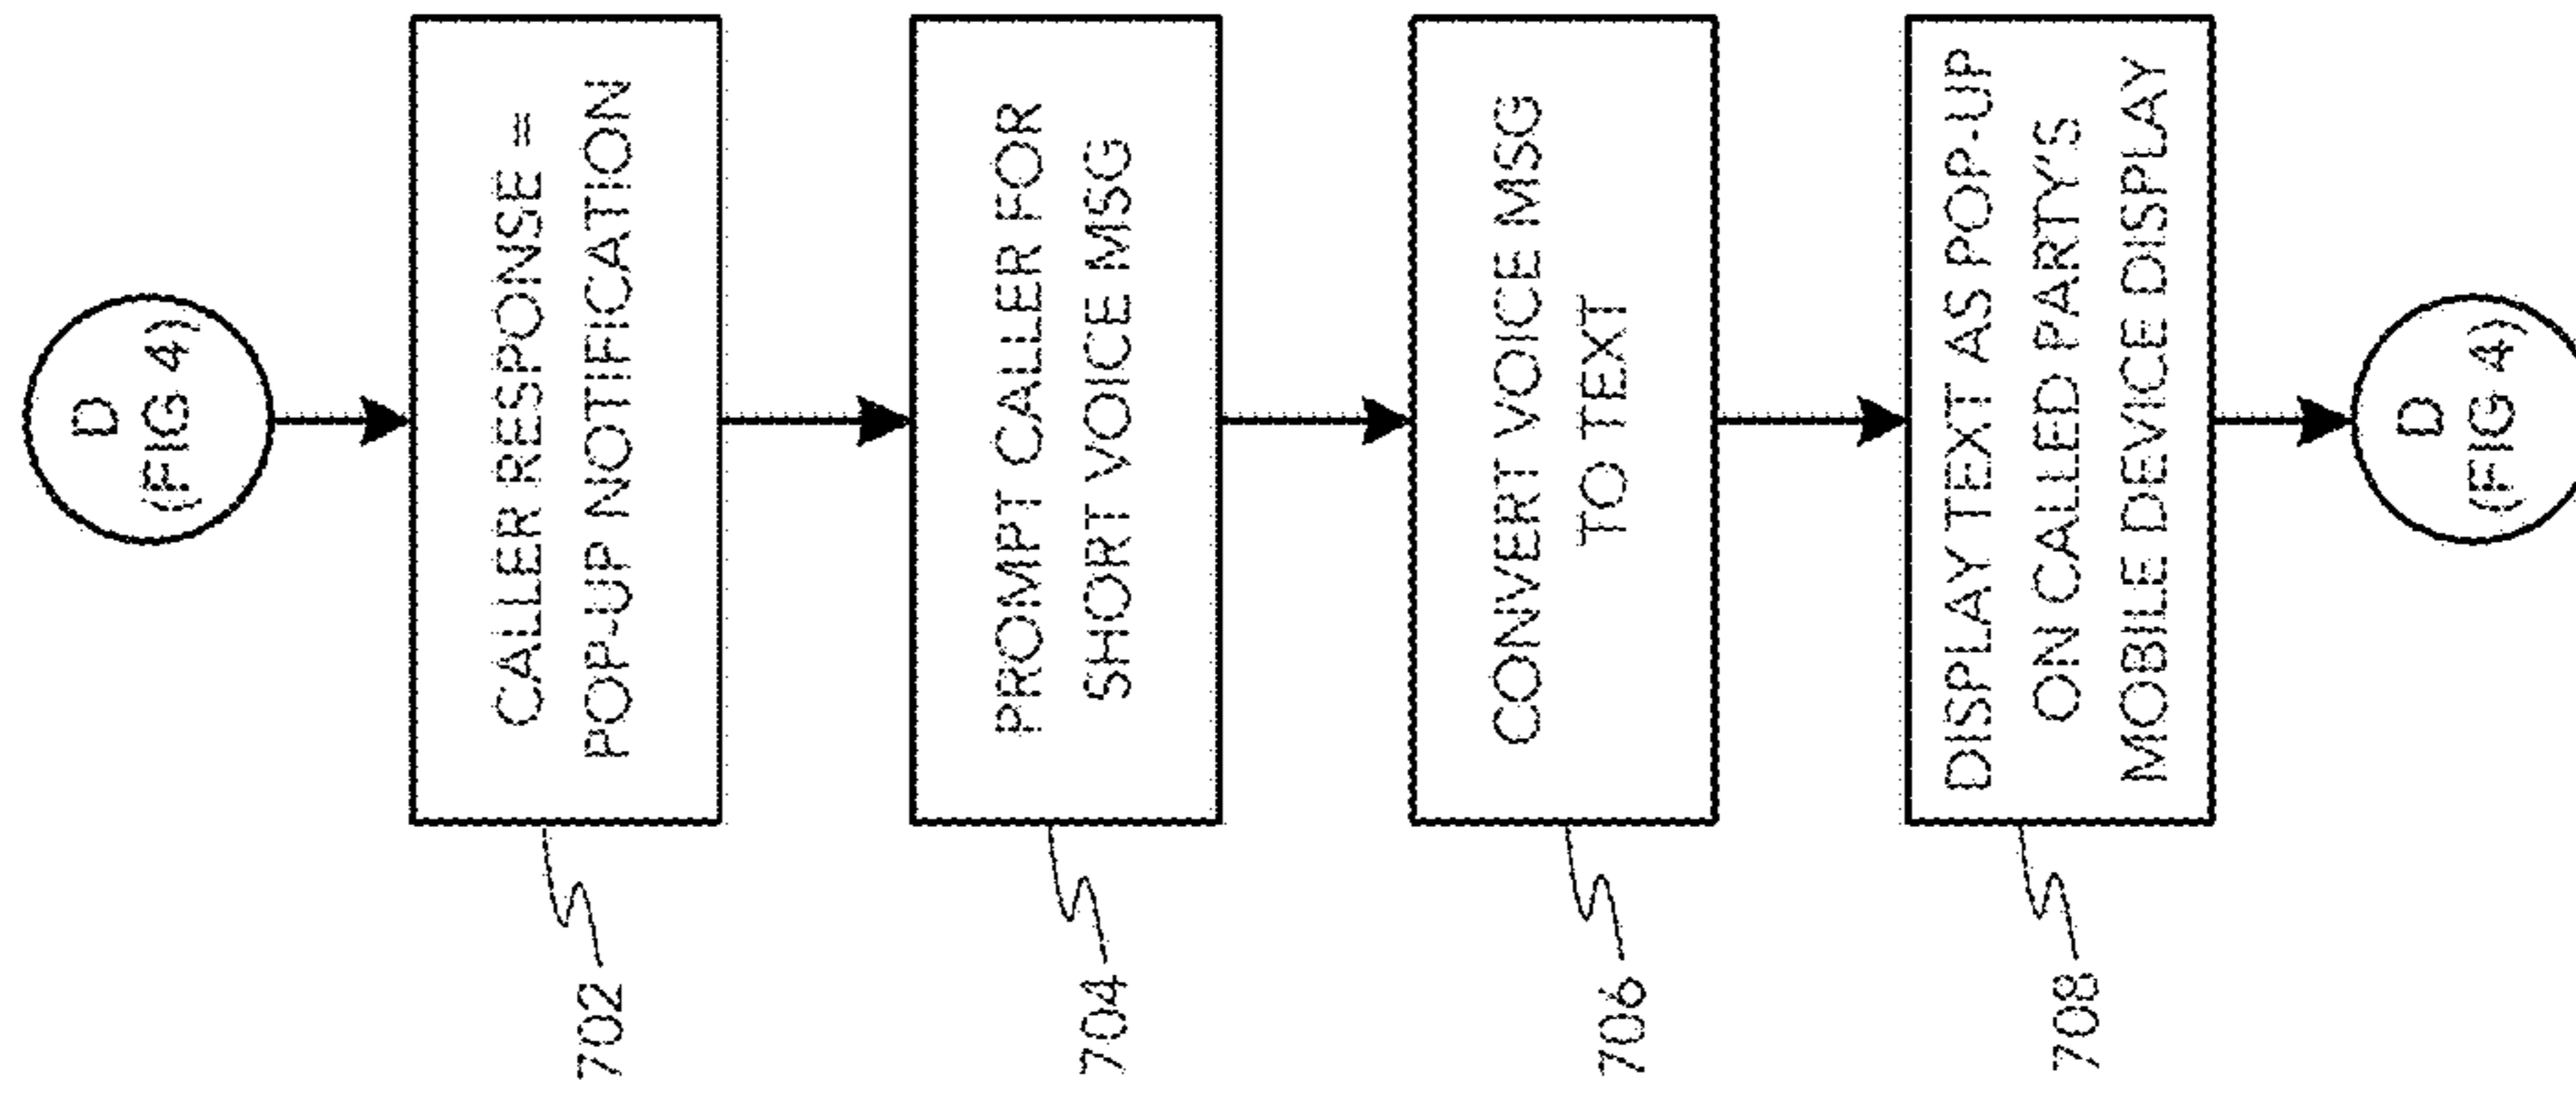 D
(FIG 4)
CALLER RESPONSE =
POP-UP NOTIFICATION
702
PROMPT CALLER FOR
SHORT VOICE MSG
704
CONVERT VOICE MSG
TO TEXT
706
DISPLAY TEXT AS POP-UP
ON CALLED PARTY'S
MOBILE DEVICE DISPLAY
708
D
(FIG 4)